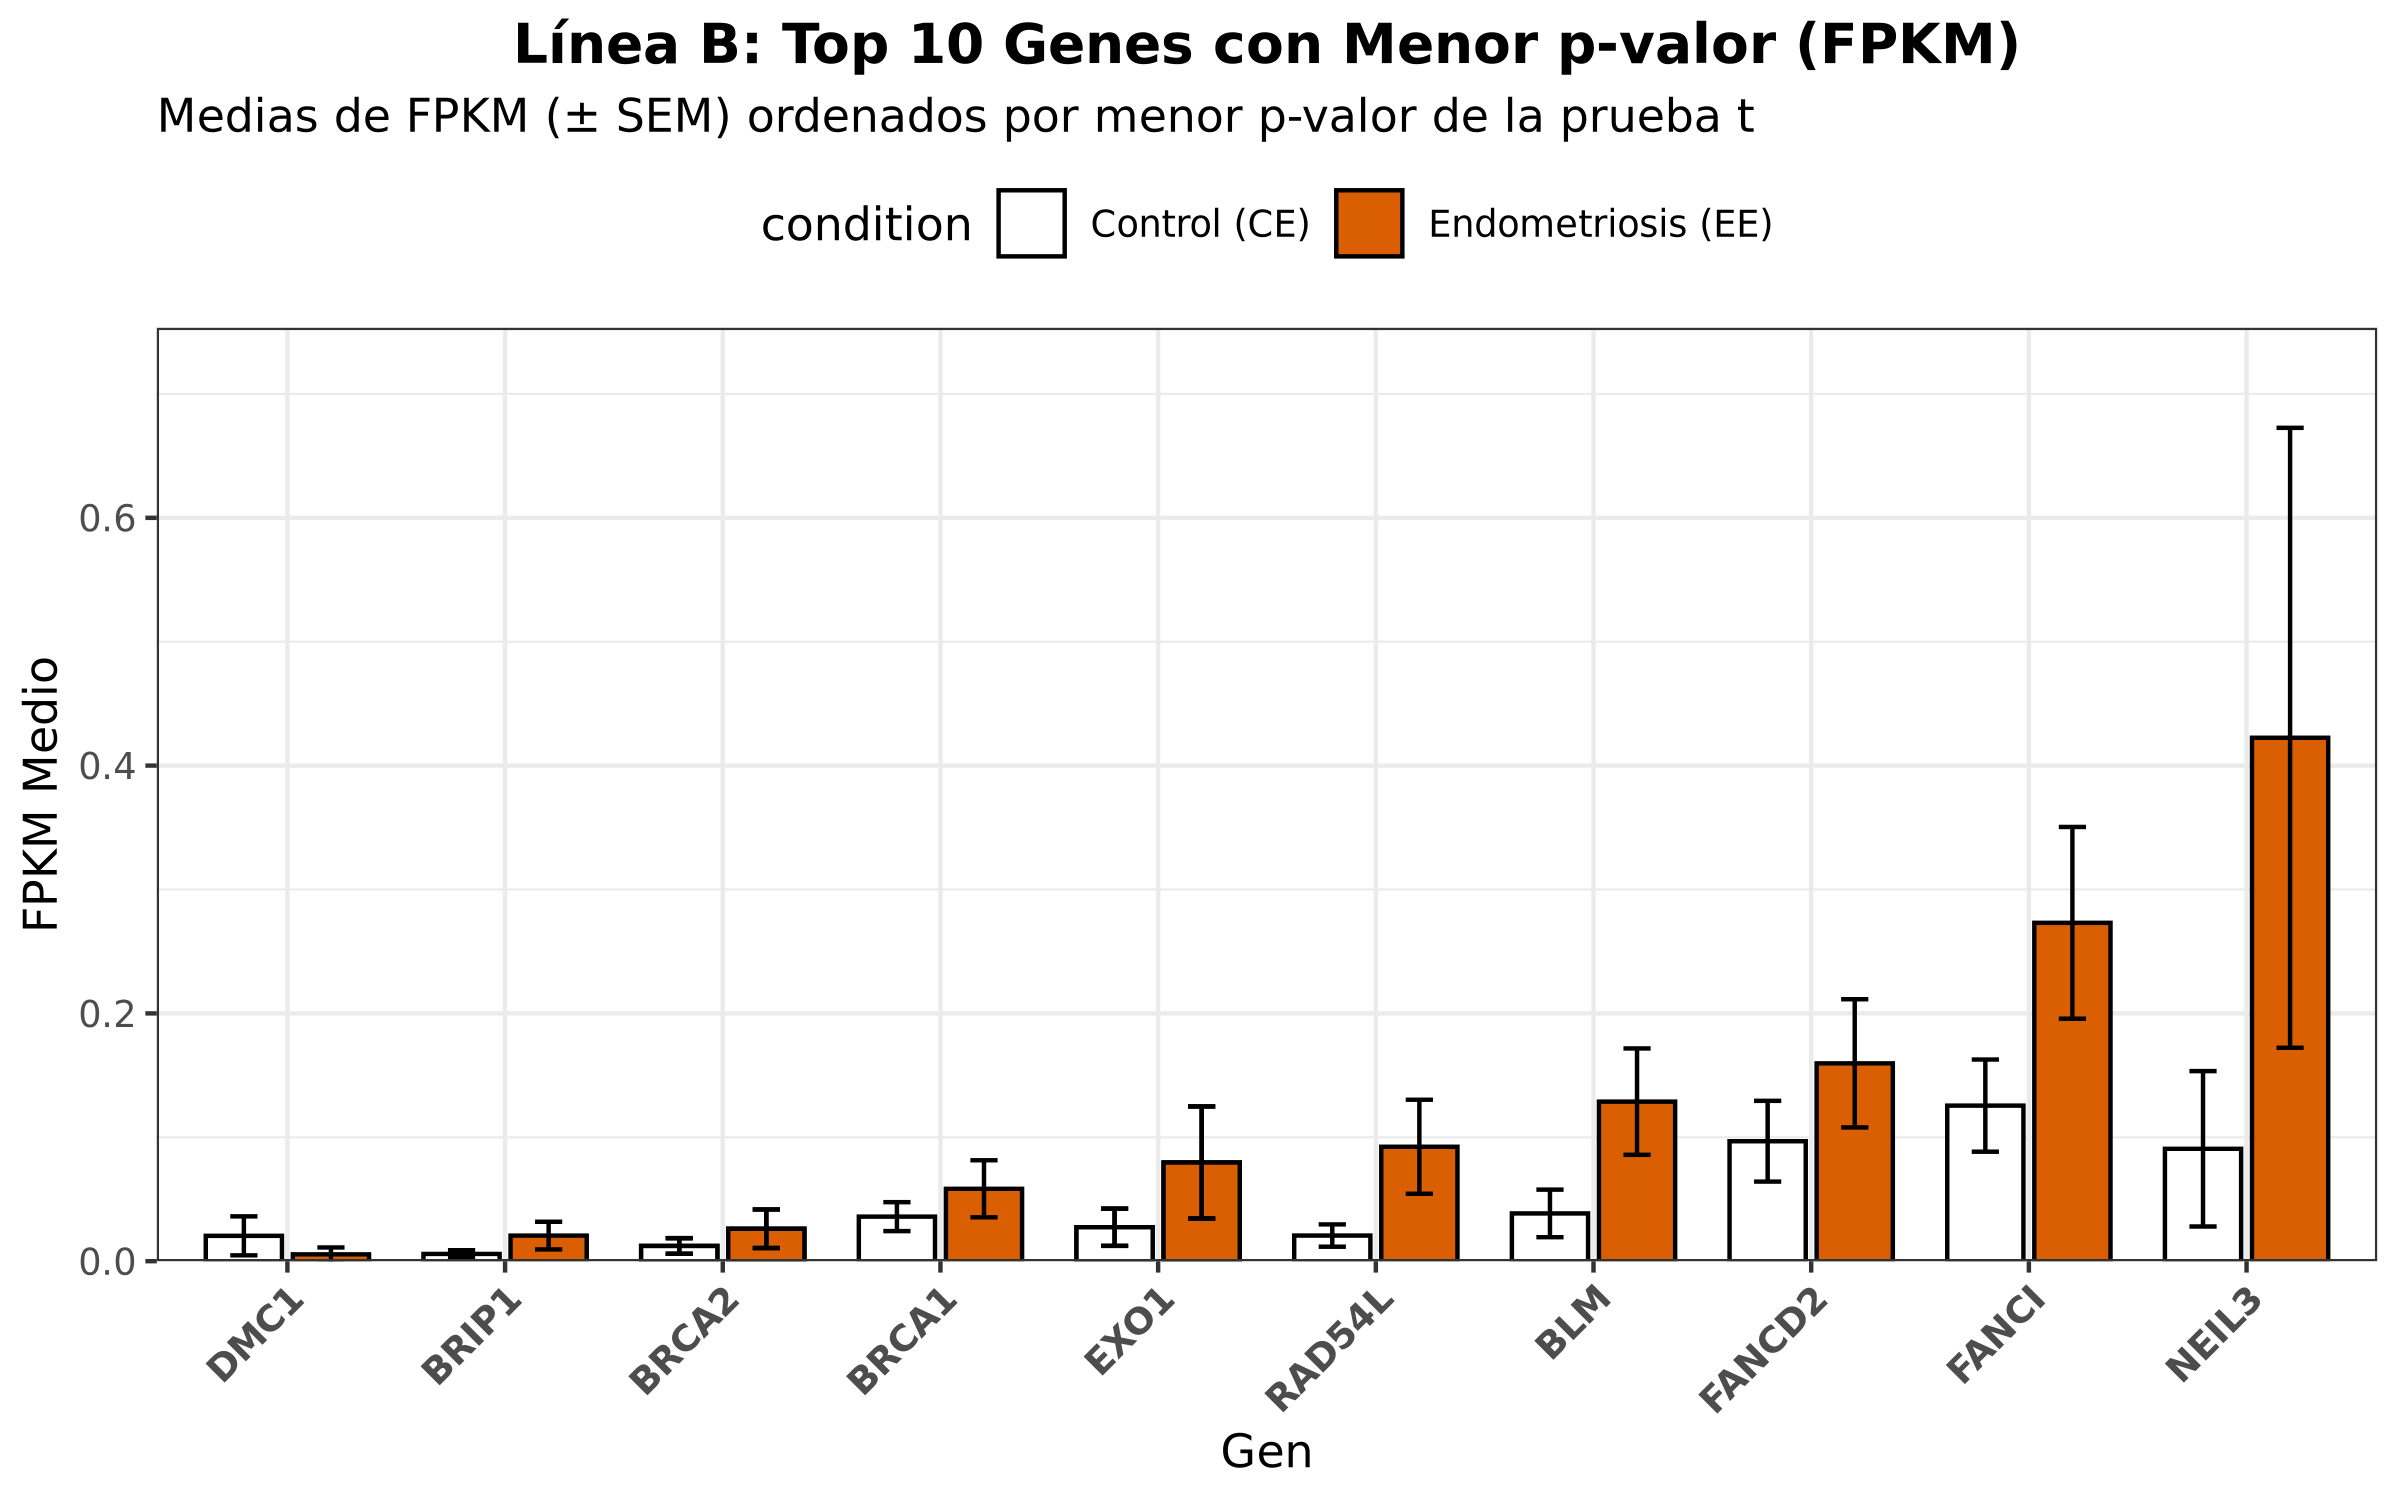 Línea B: Top 10 Genes con Menor p-valor (FPKM)
Medias de FPKM (± SEM) ordenados por menor p-valor de la prueba t
condition Control (CE) Endometriosis (EE)
FPKM Medio
0.6
0.4
0.2
0.0
DMC1 BRIP1 BRCA2 BRCA1 EXO1 RAD54L BLM FANCD2 FANCI NEIL3
Gen